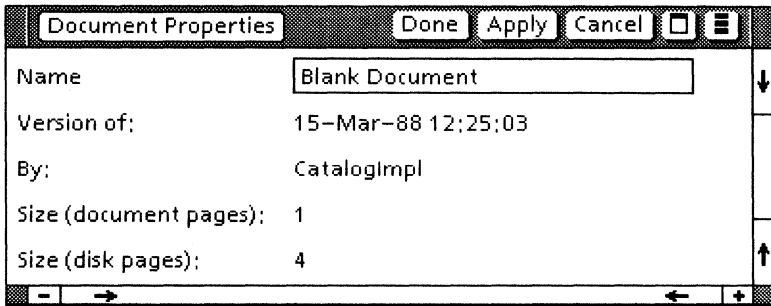 Document Properties Done Apply Cancel
Name Blank Document
Version of: 15-Mar-88 12:25:03
By: CatalogImpl
Size (document pages): 1
Size (disk pages): 4